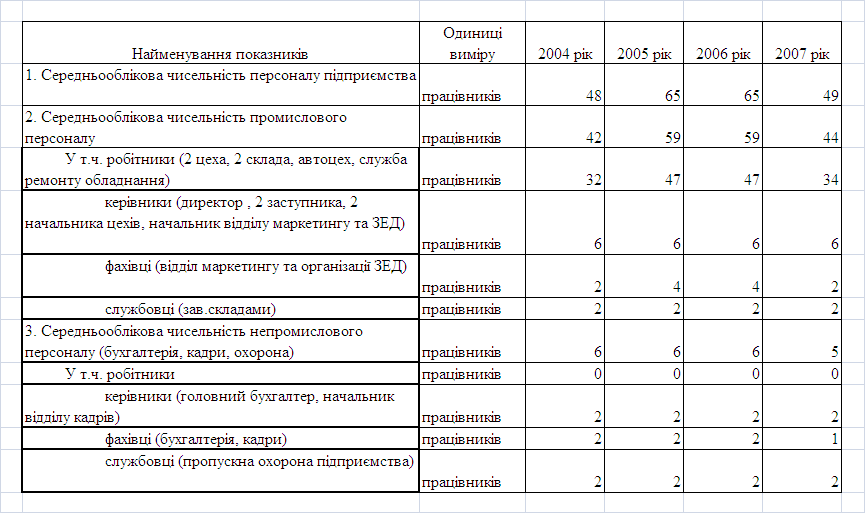 Одиниці
Найменування показників виміру 2004 рік 2005 рік 2006 рік 2007 рік
1. Середньооблікова чисельність персоналу підприємства
працівників 48 65 65 49
2. Середньооблікова чисельність промислового
персоналу працівників 42 59 59 44
У т.ч. робітники (2 цеха, 2 склада, автоцех, служба
ремонту обладнання) працівників 32 47 47 34
керівники (директор , 2 заступника, 2
начальника цехів, начальник відділу маркетингу та ЗЕД)
працівників 6 6 6 6
фахівці (відділ маркетингу та організації ЗЕД)
працівників 2 4 4 2
службовці (зав.складами) працівників 2 2 2 2
3. Середньооблікова чисельність непромислового
персоналу (бухгалтерія, кадри, охорона) працівників 6 6 6 5
У т.ч. робітники працівників 0 0 0 0
керівники (головний бухгалтер, начальник
відділу кадрів) працівників 2 2 2 2
фахівці (бухгалтерія, кадри) працівників 2 2 2 1
службовці (пропускна охорона підприємства)
працівників 2 2 2 2